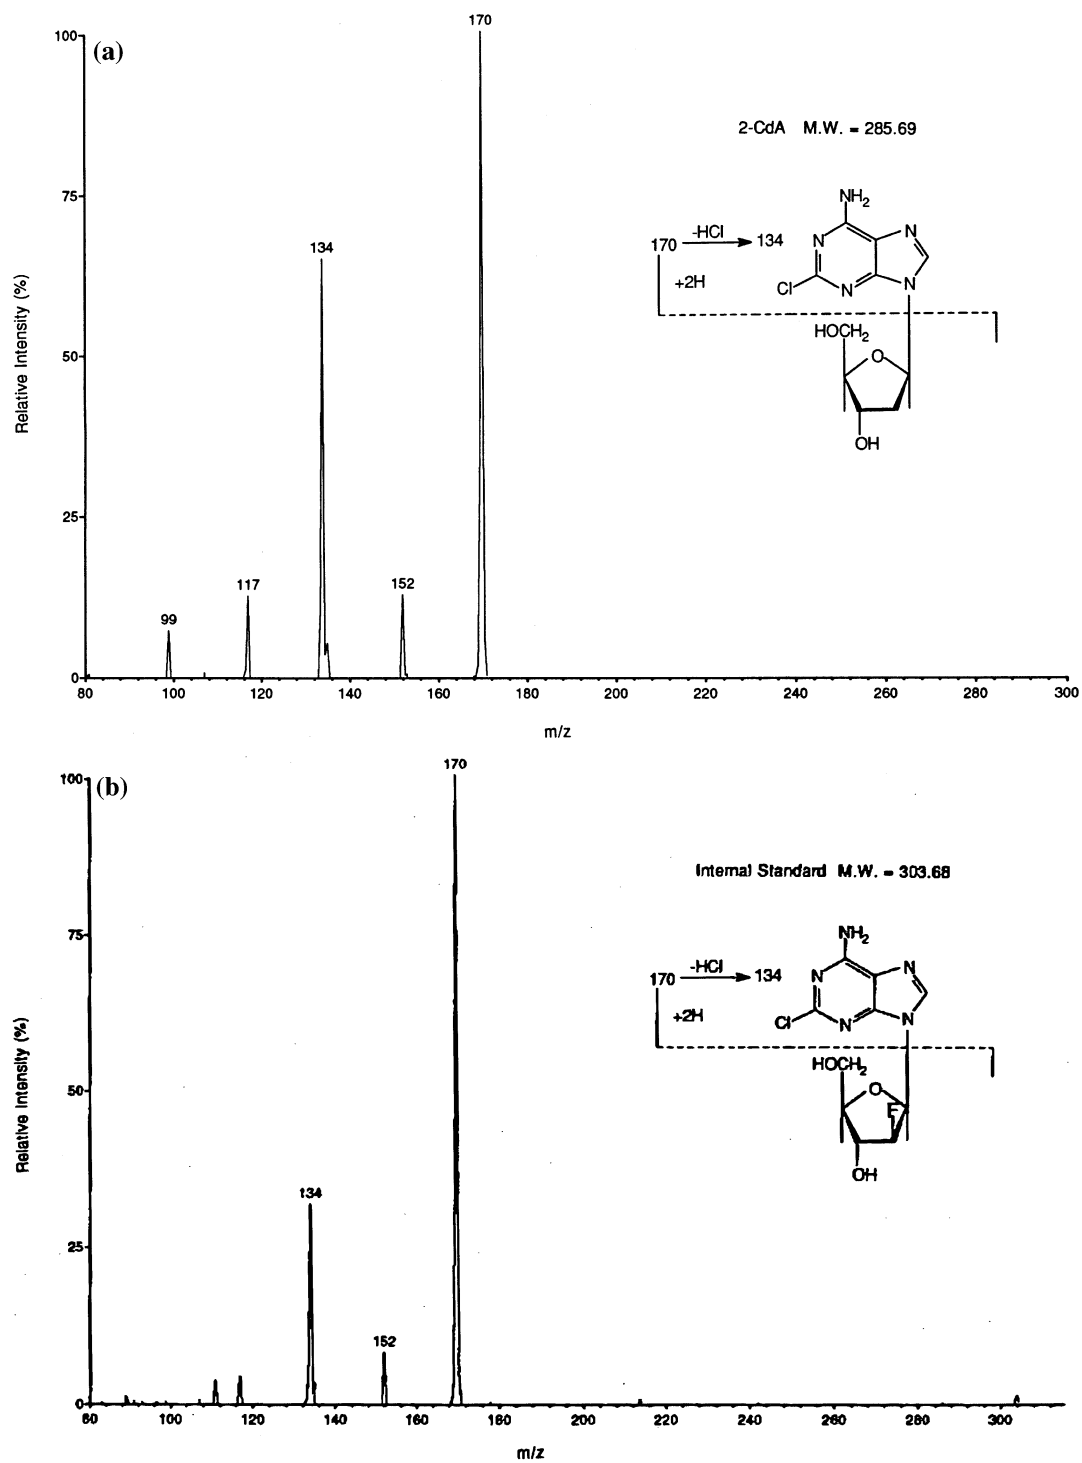 (a)
170
100
2-CdA M.W. = 285.69
75
NH2
134
170 -HCl 134
+2H
N
N
N
N
Cl
Relative Intensity (%)
50
HOCH2
O
OH
25
117
152
99
0
80 100 120 140 160 180 200 220 240 260 280 300
m/z
(b)
170
100
Internal Standard M.W. = 303.68
75
NH2
170 -HCl 134
+2H
N
N
N
N
Cl
Relative Intensity (%)
50
HOCH2
O
F
OH
134
25
152
0
80 100 120 140 160 180 200 220 240 260 280 300
m/z